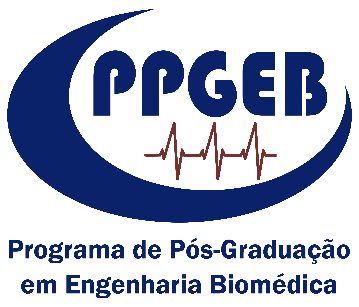 PPGEB
Programa de Pós-Graduação
em Engenharia Biomédica